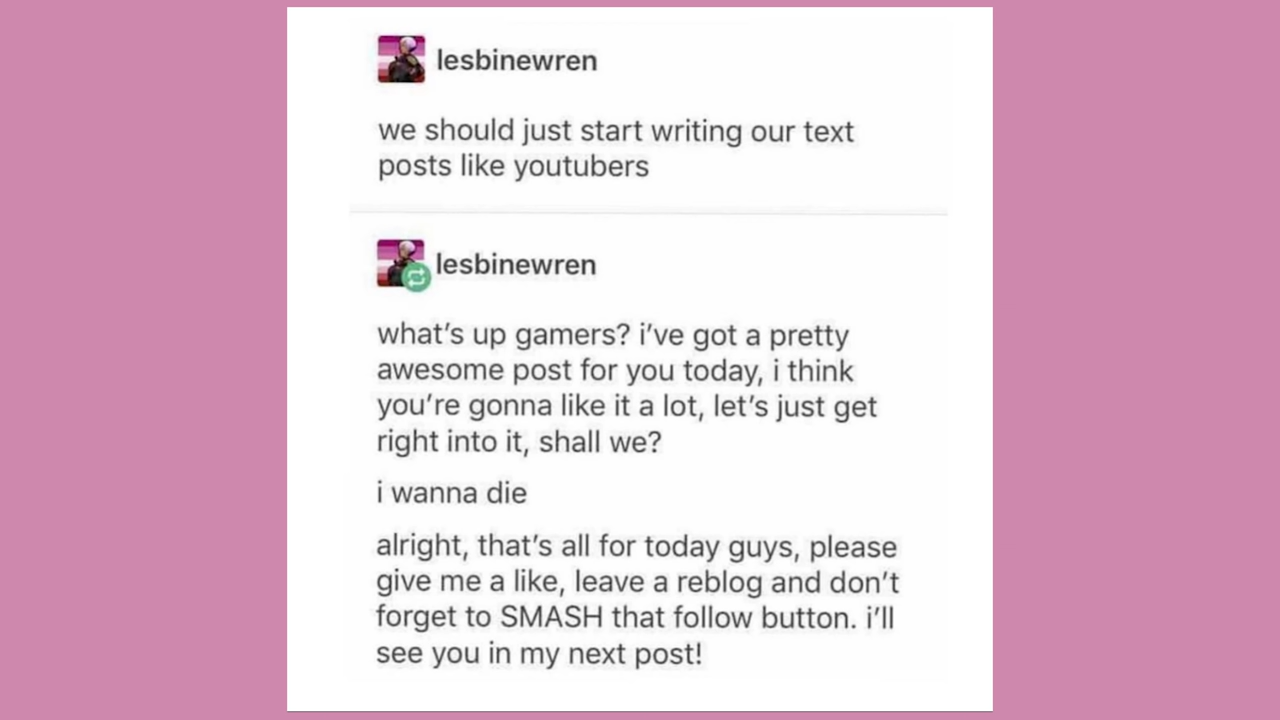 lesbinewren
we should just start writing our text
posts like youtubers
lesbinewren
what's up gamers? i've got a pretty
awesome post for you today, i think
you're gonna like it a lot, let's just get
right into it, shall we?
i wanna die
alright, that's all for today guys, please
give me a like, leave a reblog and don't
forget to SMASH that follow button. i'll
see you in my next post!